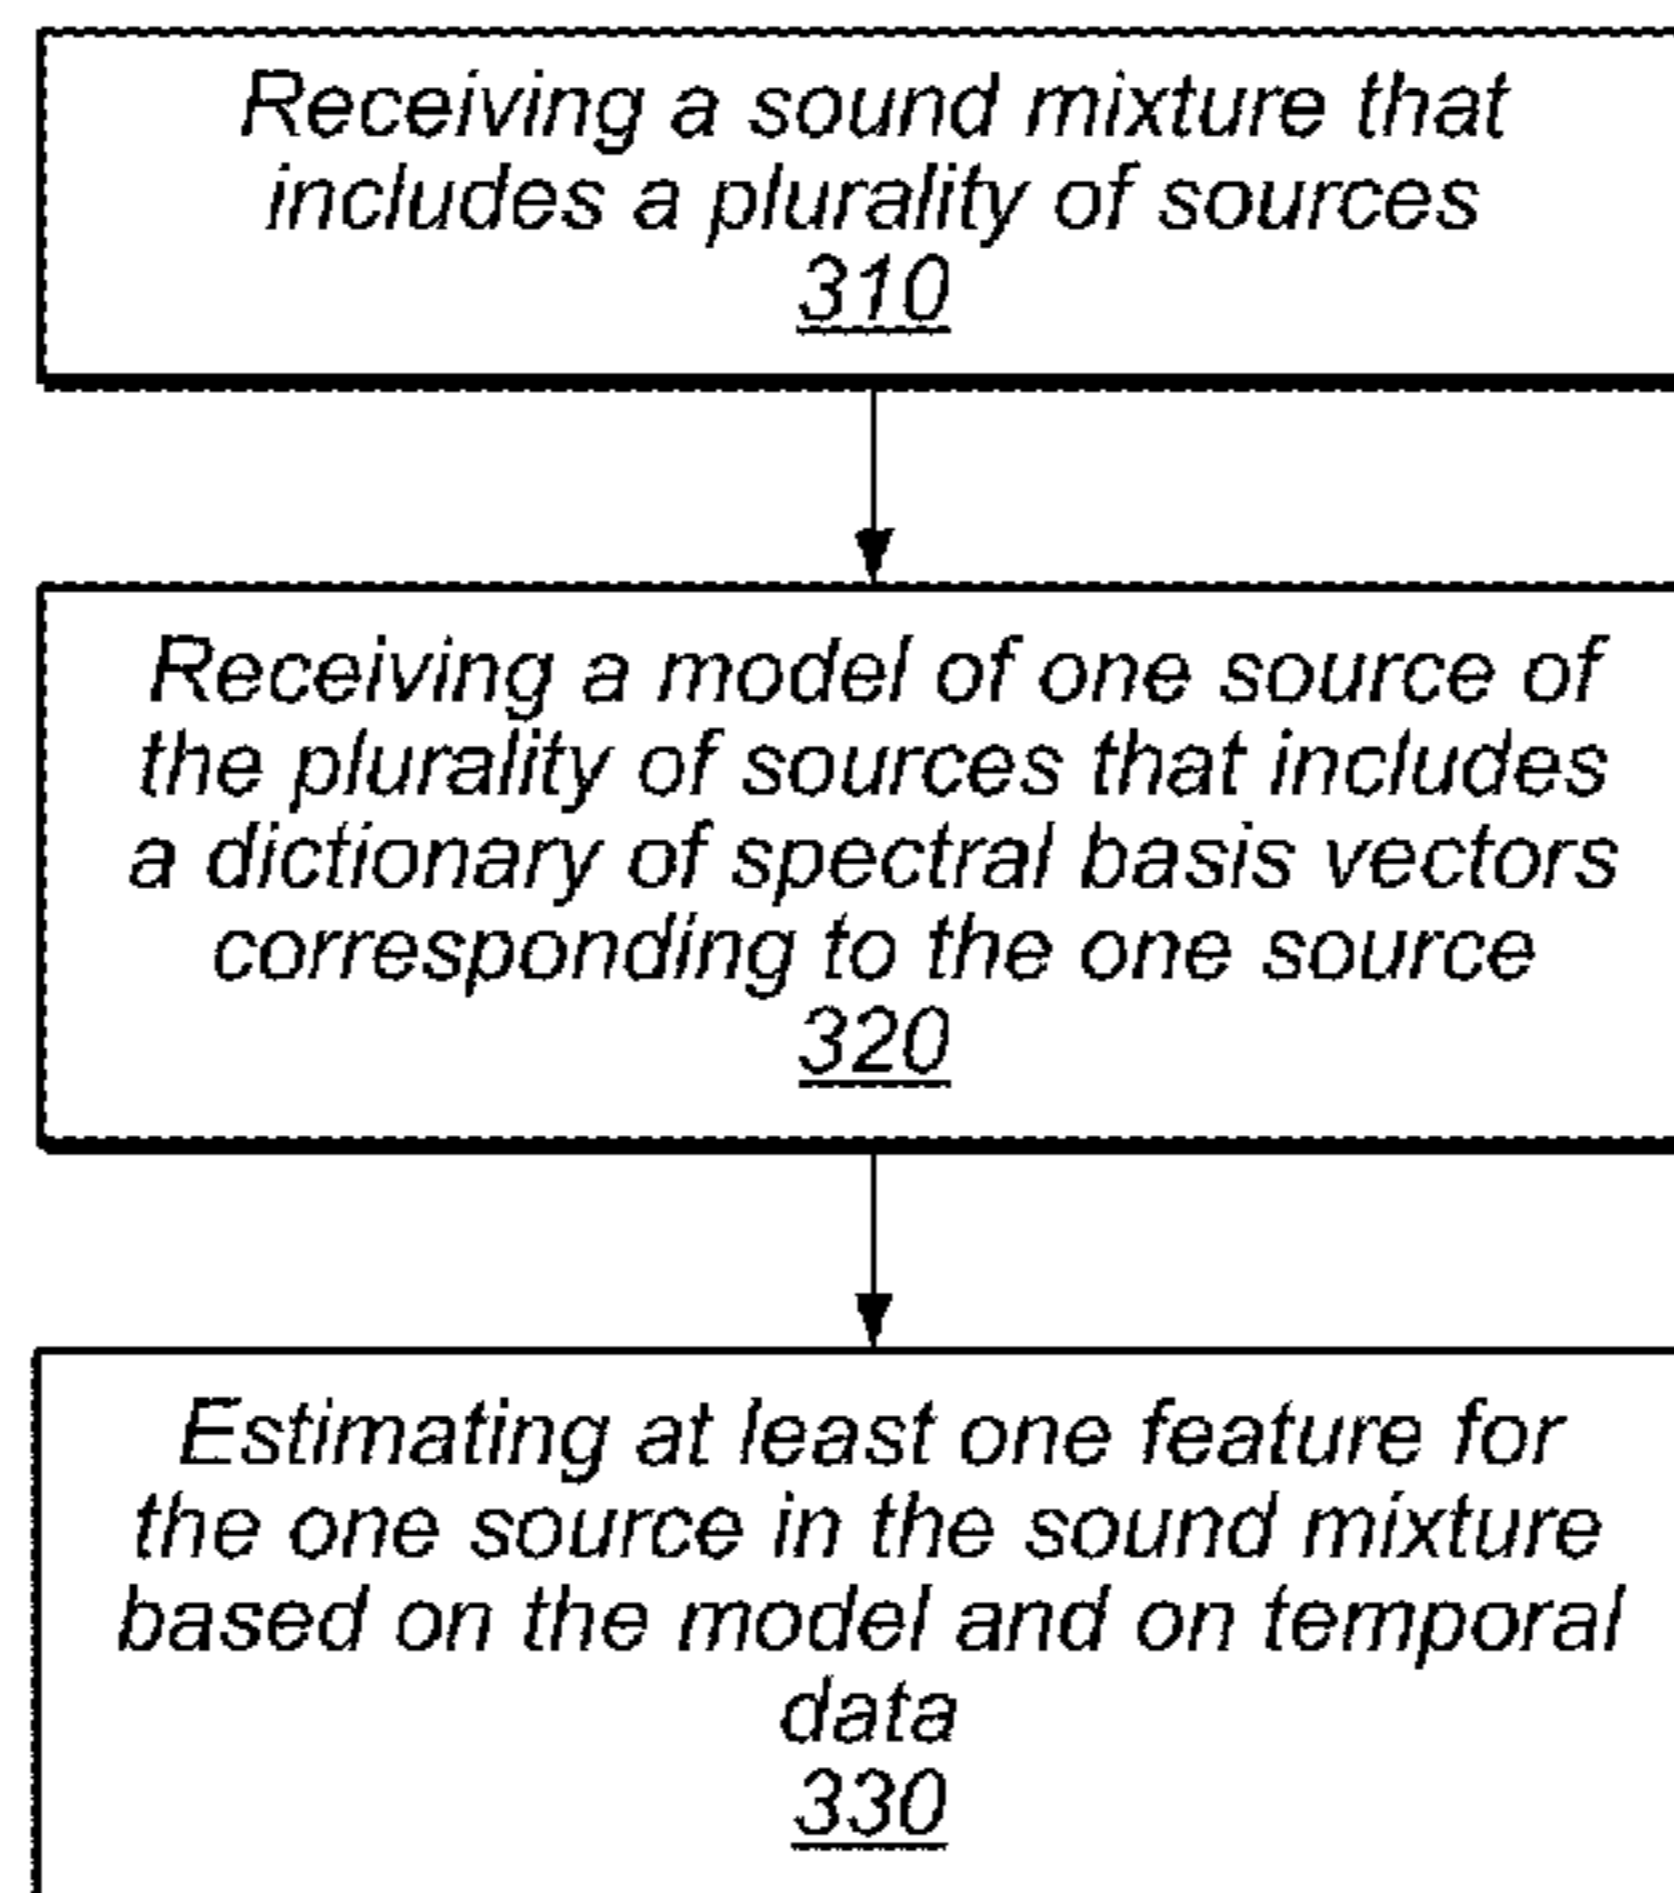 Receiving a sound mixture that
includes a plurality of sources
310
Receiving a model of one source of
the plurality of sources that includes
a dictionary of spectral basis vectors
corresponding to the one source
320
Estimating at least one feature for
the one source in the sound mixture
based on the model and on temporal
data
330